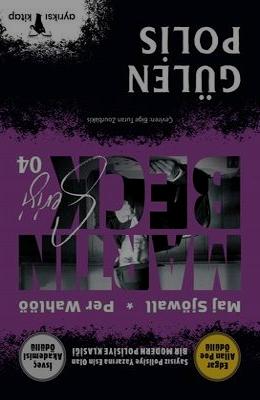 Edgar
Allan Poe
Ödülü
Sayısız Polisiye Yazarına Esin Olan
BİR MODERN POLİSİYE KLASİĞİ
İsveç
Akademisi
Ödülü
Maj Sjöwall * Per Wahlöö
MARTIN
BECK
Serisi
04
Çeviren: Bige Turan Zourbakis
GÜLEN
POLİS
ayrıksı kitap